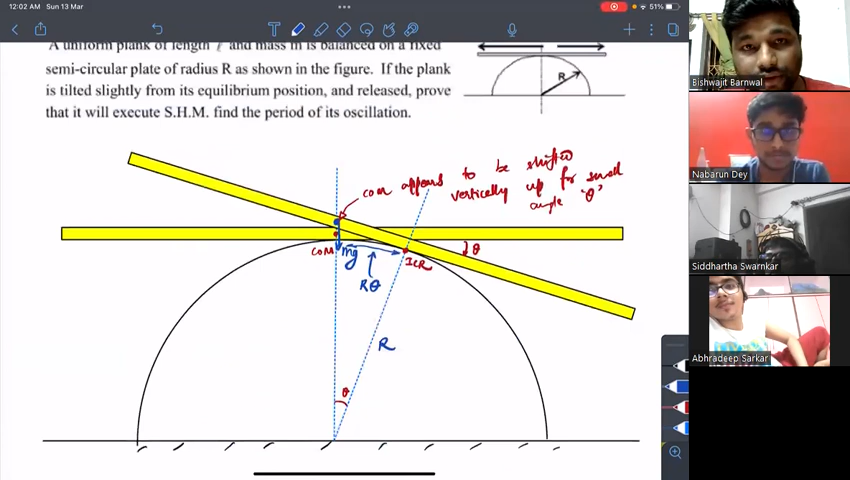 12:02 AM Sun 13 Mar
51%
A uniform plank of length ℓ and mass m is balanced on a fixed
semi-circular plate of radius R as shown in the figure. If the plank
is tilted slightly from its equilibrium position, and released, prove
that it will execute S.H.M. find the period of its oscillation.
R
COM appears to be shifted
vertically up for small
angle 'θ'
COM
mg
ICR
θ
Rθ
R
θ
Bishwajit Barnwal
Nabarun Dey
Siddhartha Swarnkar
Abhradeep Sarkar